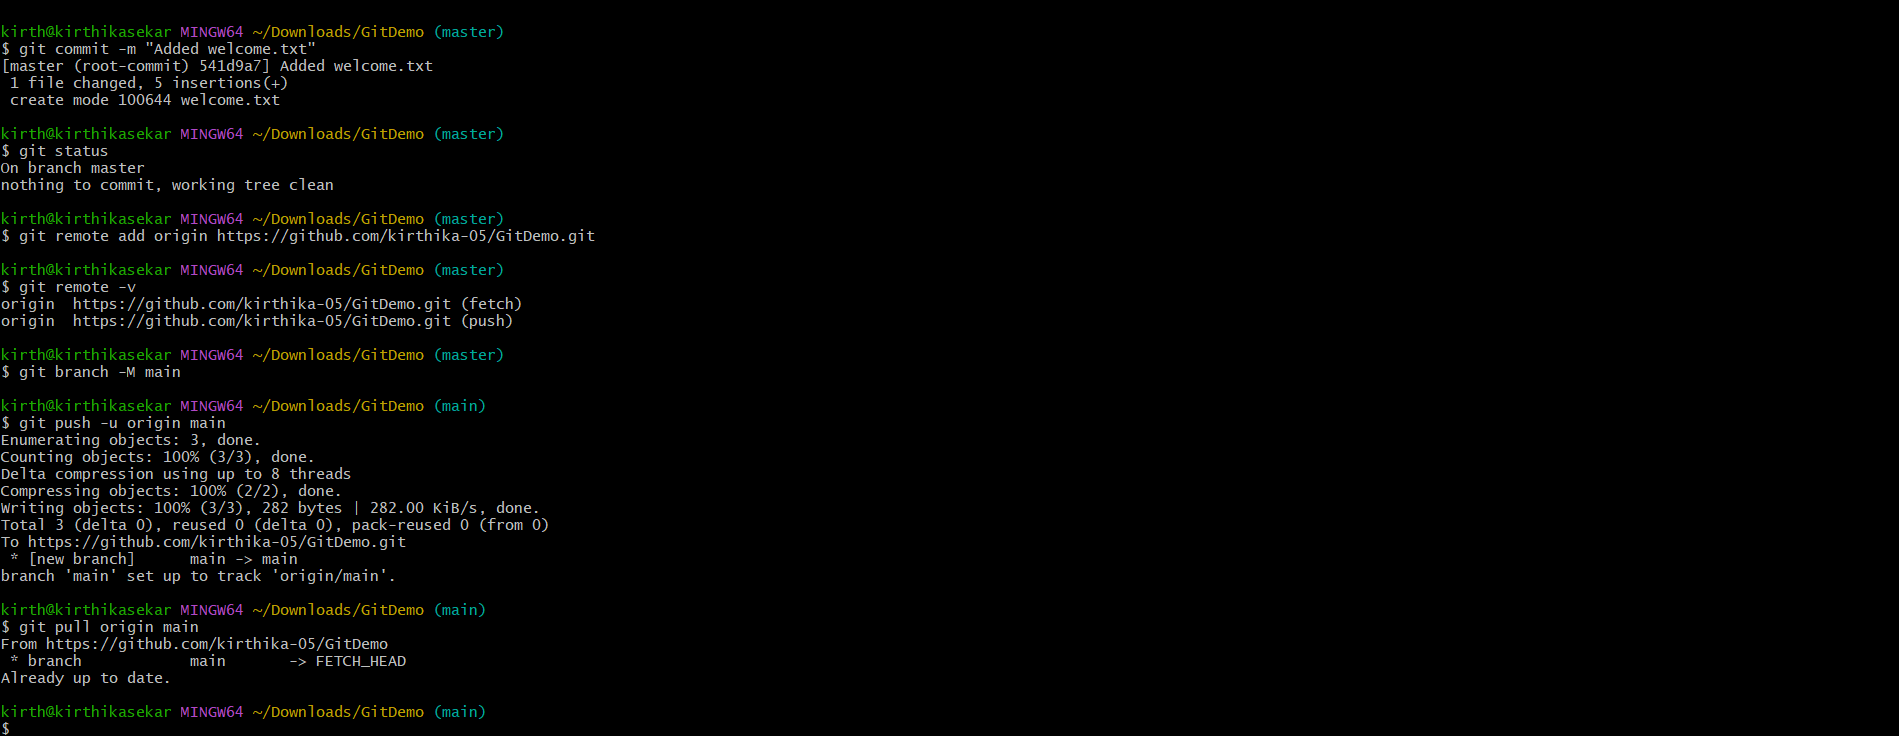 kirth@kirthikasekar MINGW64 ~/Downloads/GitDemo (master)
$ git commit -m "Added welcome.txt"
[master (root-commit) 541d9a7] Added welcome.txt
 1 file changed, 5 insertions(+)
 create mode 100644 welcome.txt

kirth@kirthikasekar MINGW64 ~/Downloads/GitDemo (master)
$ git status
On branch master
nothing to commit, working tree clean

kirth@kirthikasekar MINGW64 ~/Downloads/GitDemo (master)
$ git remote add origin https://github.com/kirthika-05/GitDemo.git

kirth@kirthikasekar MINGW64 ~/Downloads/GitDemo (master)
$ git remote -v
origin  https://github.com/kirthika-05/GitDemo.git (fetch)
origin  https://github.com/kirthika-05/GitDemo.git (push)

kirth@kirthikasekar MINGW64 ~/Downloads/GitDemo (master)
$ git branch -M main

kirth@kirthikasekar MINGW64 ~/Downloads/GitDemo (main)
$ git push -u origin main
Enumerating objects: 3, done.
Counting objects: 100% (3/3), done.
Delta compression using up to 8 threads
Compressing objects: 100% (2/2), done.
Writing objects: 100% (3/3), 282 bytes | 282.00 KiB/s, done.
Total 3 (delta 0), reused 0 (delta 0), pack-reused 0 (from 0)
To https://github.com/kirthika-05/GitDemo.git
 * [new branch]      main -> main
branch 'main' set up to track 'origin/main'.

kirth@kirthikasekar MINGW64 ~/Downloads/GitDemo (main)
$ git pull origin main
From https://github.com/kirthika-05/GitDemo
 * branch            main       -> FETCH_HEAD
Already up to date.

kirth@kirthikasekar MINGW64 ~/Downloads/GitDemo (main)
$